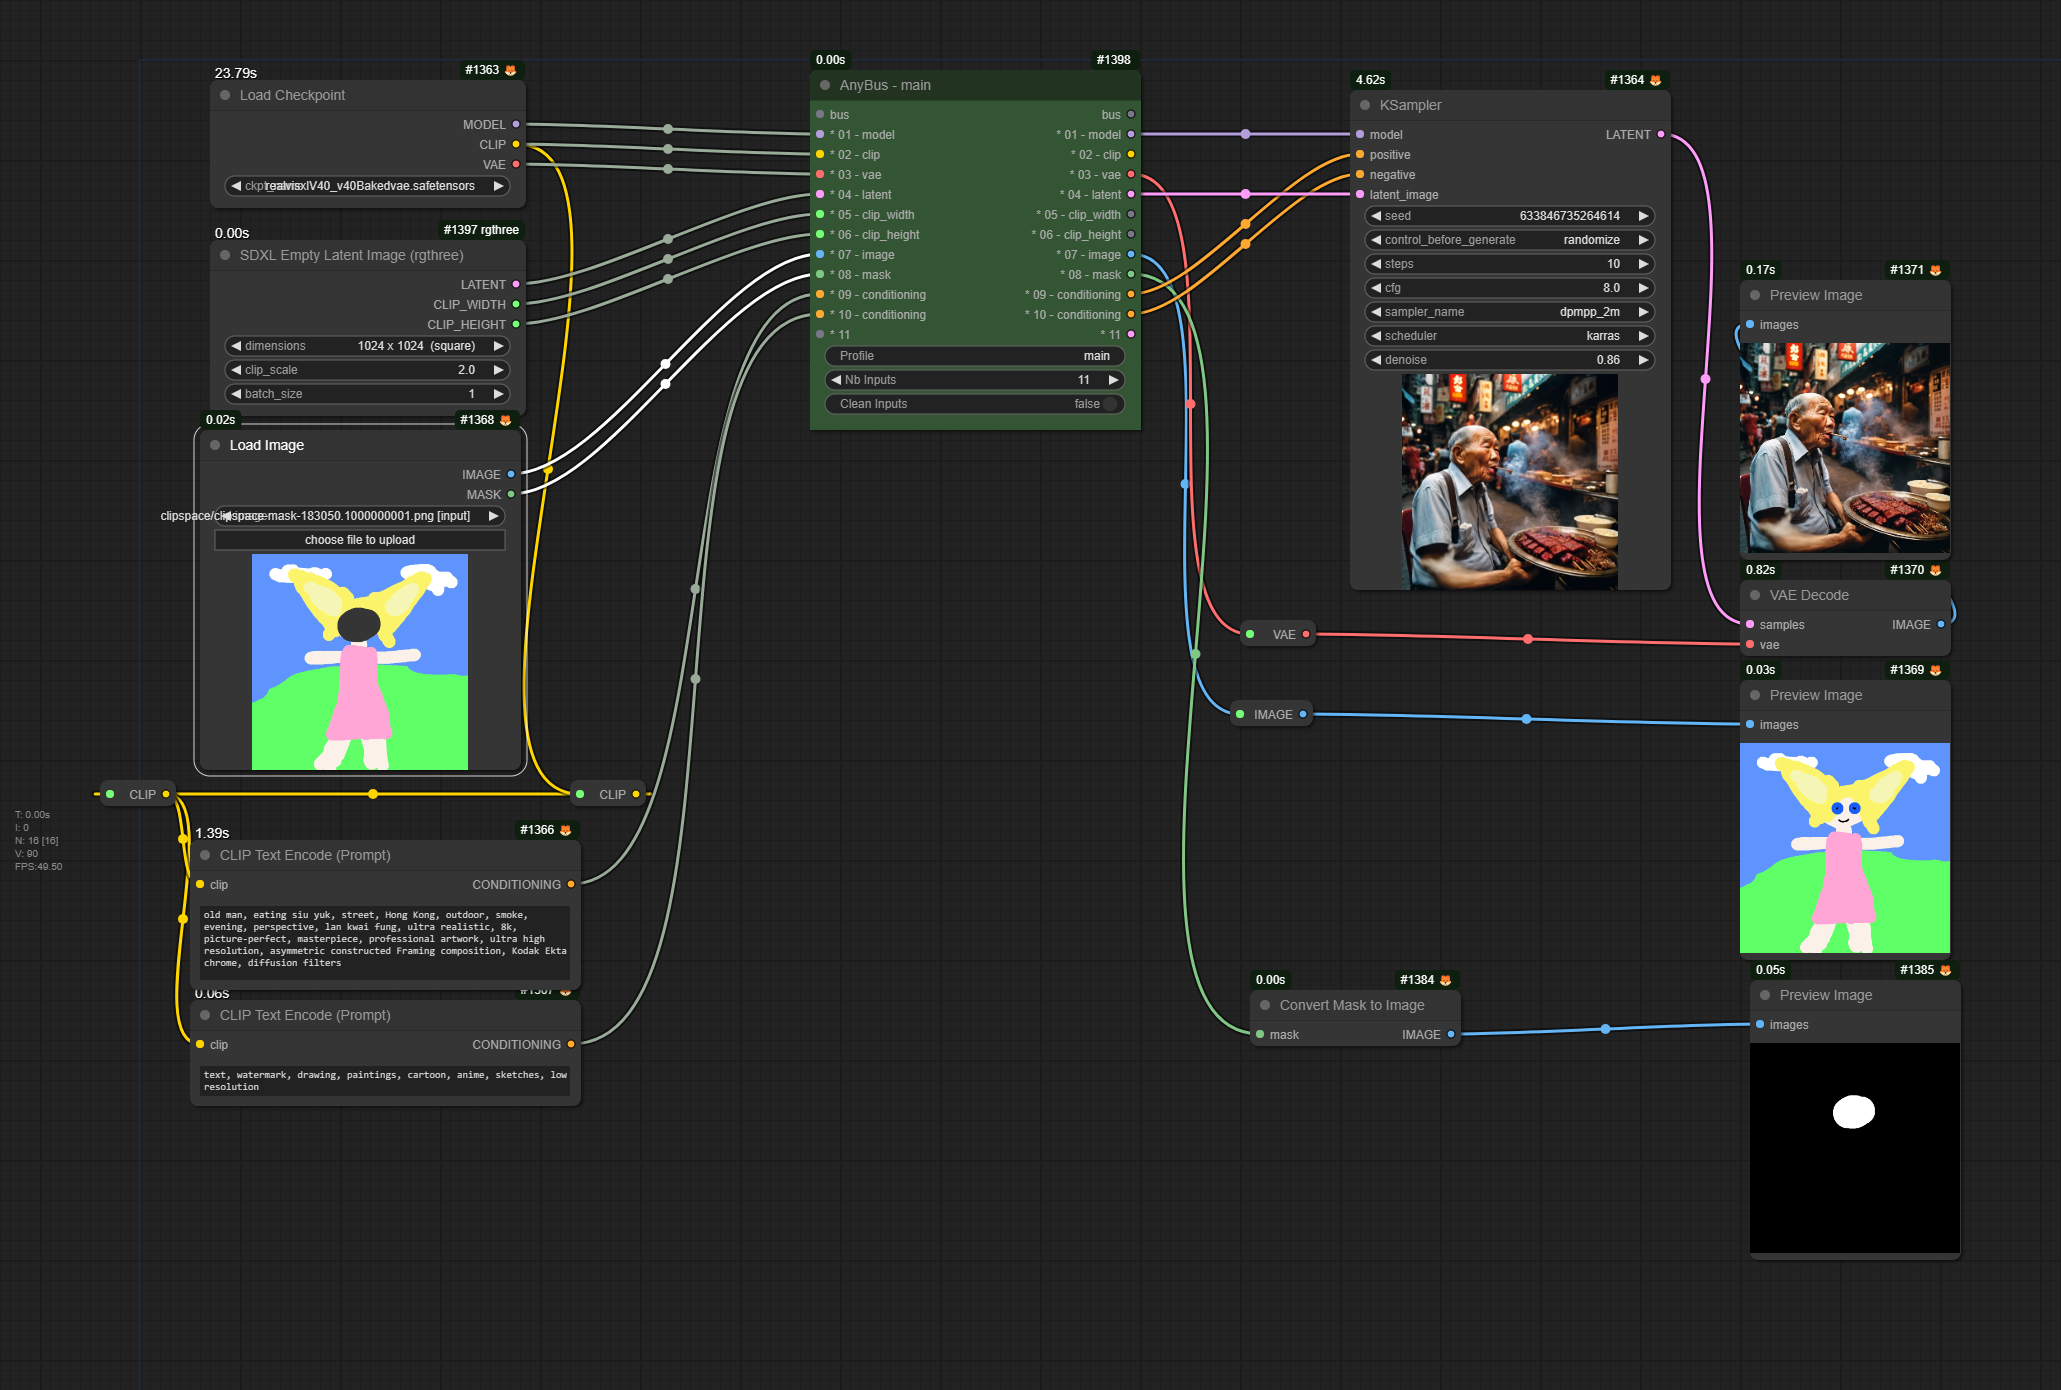 23.79s
#1363
Load Checkpoint
MODEL
CLIP
VAE
realvisxlV40_v40Bakedvae.safetensors
0.00s
#1397 rgthree
SDXL Empty Latent Image (rgthree)
LATENT
CLIP_WIDTH
CLIP_HEIGHT
dimensions 1024 x 1024 (square)
clip_scale 2.0
batch_size 1
0.02s
#1368
Load Image
IMAGE
MASK
clipspace/clipspace-mask-183050.1000000001.png [input]
choose file to upload
CLIP
CLIP
T: 0.00s
I: 0
N: 16 [16]
V: 90
FPS:49.50
1.39s
#1366
CLIP Text Encode (Prompt)
clip CONDITIONING
old man, eating siu yuk, street, Hong Kong, outdoor, smoke,
evening, perspective, lan kwai fung, ultra realistic, 8k,
picture-perfect, masterpiece, professional artwork, ultra high
resolution, asymmetric constructed Framing composition, Kodak Ekta
chrome, diffusion filters
0.06s
#1367
CLIP Text Encode (Prompt)
clip CONDITIONING
text, watermark, drawing, paintings, cartoon, anime, sketches, low
resolution
0.00s
#1398
AnyBus - main
bus bus
* 01 - model * 01 - model
* 02 - clip * 02 - clip
* 03 - vae * 03 - vae
* 04 - latent * 04 - latent
* 05 - clip_width * 05 - clip_width
* 06 - clip_height * 06 - clip_height
* 07 - image * 07 - image
* 08 - mask * 08 - mask
* 09 - conditioning * 09 - conditioning
* 10 - conditioning * 10 - conditioning
* 11 * 11
Profile main
Nb Inputs 11
Clean Inputs false
4.62s
#1364
KSampler
model LATENT
positive
negative
latent_image
seed 633846735264614
control_before_generate randomize
steps 10
cfg 8.0
sampler_name dpmpp_2m
scheduler karras
denoise 0.86
VAE
IMAGE
0.00s
#1384
Convert Mask to Image
mask IMAGE
0.17s
#1371
Preview Image
images
0.82s
#1370
VAE Decode
samples IMAGE
vae
0.03s
#1369
Preview Image
images
0.05s
#1385
Preview Image
images